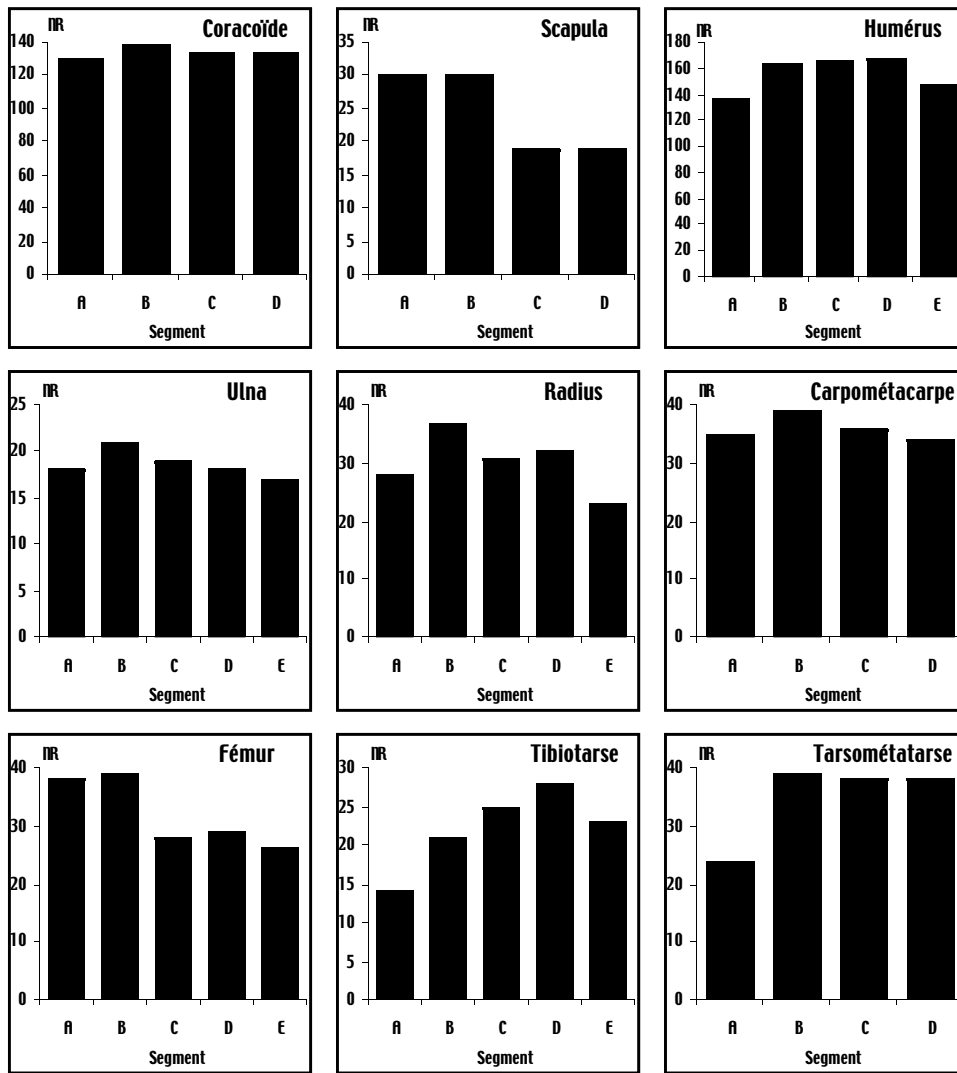 NR Coracoïde
140
120
100
80
60
40
20
0
A B C D
Segment
NR Scapula
35
30
25
20
15
10
5
0
A B C D
Segment
NR Humérus
180
160
140
120
100
80
60
40
20
0
A B C D E
Segment
NR Ulna
25
20
15
10
5
0
A B C D E
Segment
NR Radius
40
30
20
10
0
A B C D E
Segment
NR Carpométacarpe
40
30
20
10
0
A B C D
Segment
NR Fémur
40
30
20
10
0
A B C D E
Segment
NR Tibiotarse
30
25
20
15
10
5
0
A B C D E
Segment
NR Tarsométatarse
40
30
20
10
0
A B C D
Segment